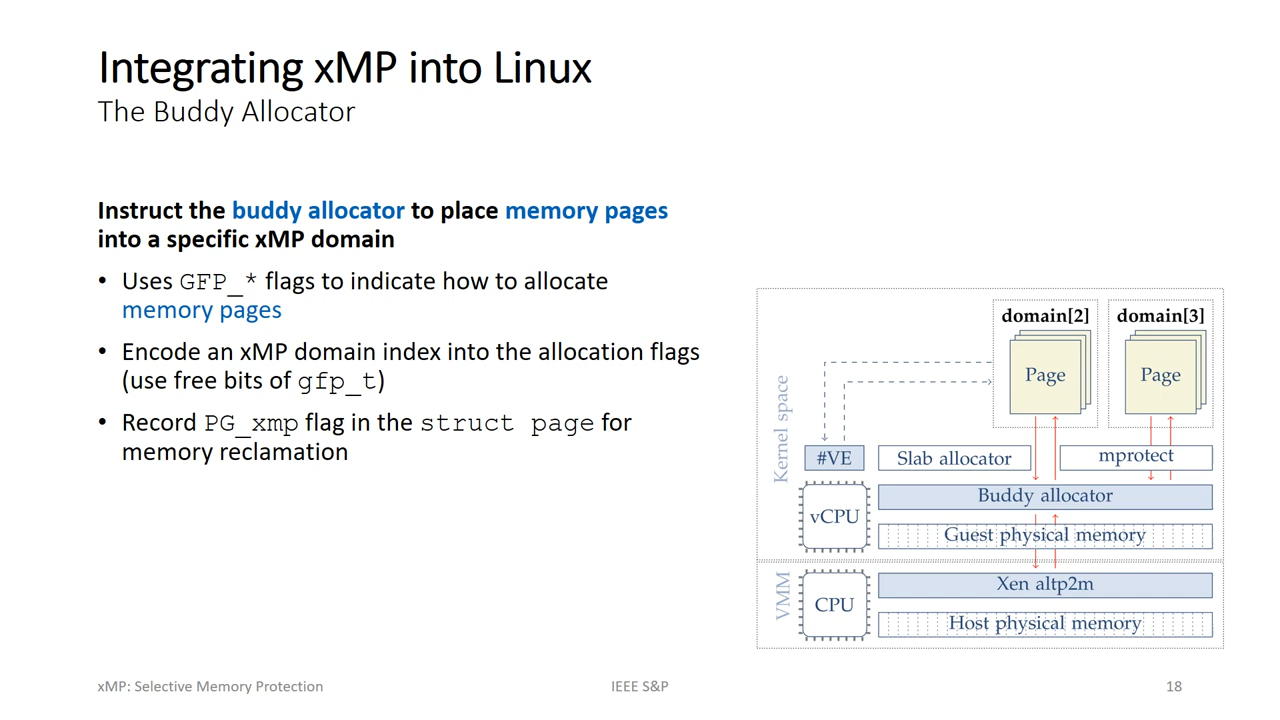 Integrating xMP into Linux
The Buddy Allocator
Instruct the buddy allocator to place memory pages
into a specific xMP domain
• Uses GFP_* flags to indicate how to allocate
memory pages
• Encode an xMP domain index into the allocation flags
(use free bits of gfp_t)
• Record PG_xmp flag in the struct page for
memory reclamation
Kernel space
domain[2]
domain[3]
Page
Page
#VE
Slab allocator
mprotect
vCPU
Buddy allocator
Guest physical memory
VMM
CPU
Xen altp2m
Host physical memory
xMP: Selective Memory Protection
IEEE S&P
18